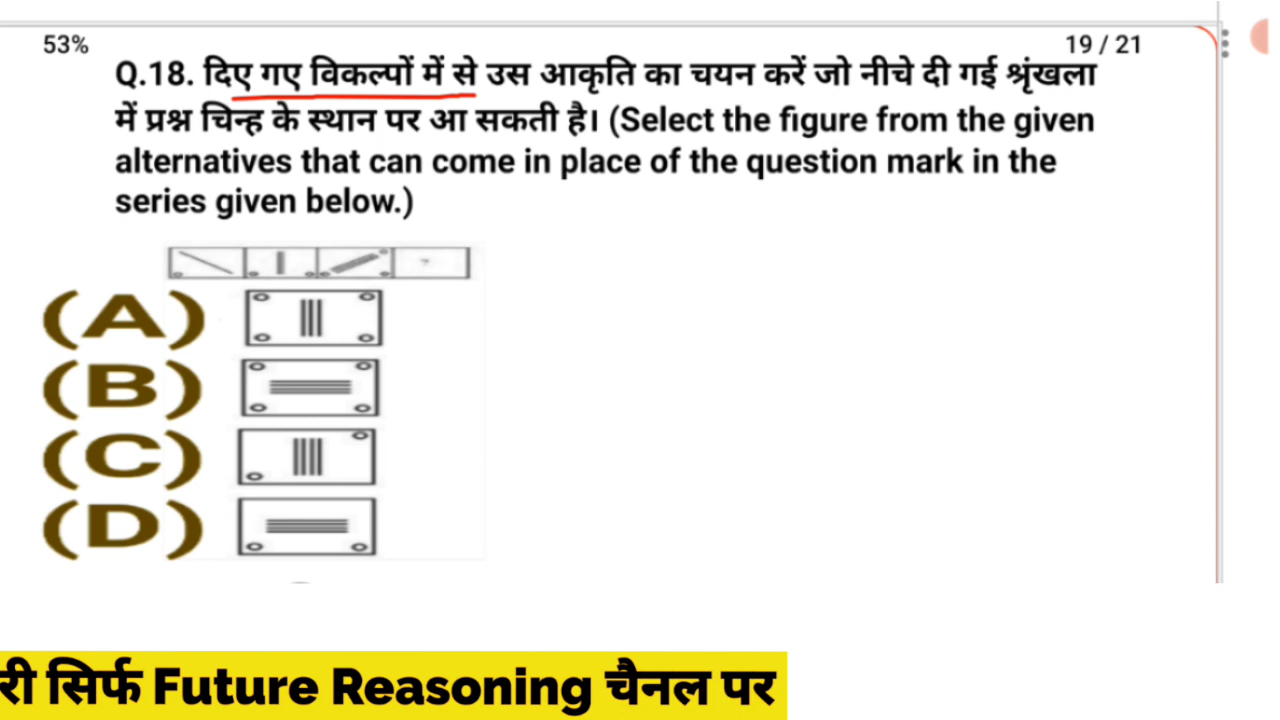 53%
19 / 21
Q.18. दिए गए विकल्पों में से उस आकृति का चयन करें जो नीचे दी गई श्रृंखला
में प्रश्न चिन्ह के स्थान पर आ सकती है। (Select the figure from the given
alternatives that can come in place of the question mark in the
series given below.)
?
(A)
(B)
(C)
(D)
री सिर्फ Future Reasoning चैनल पर